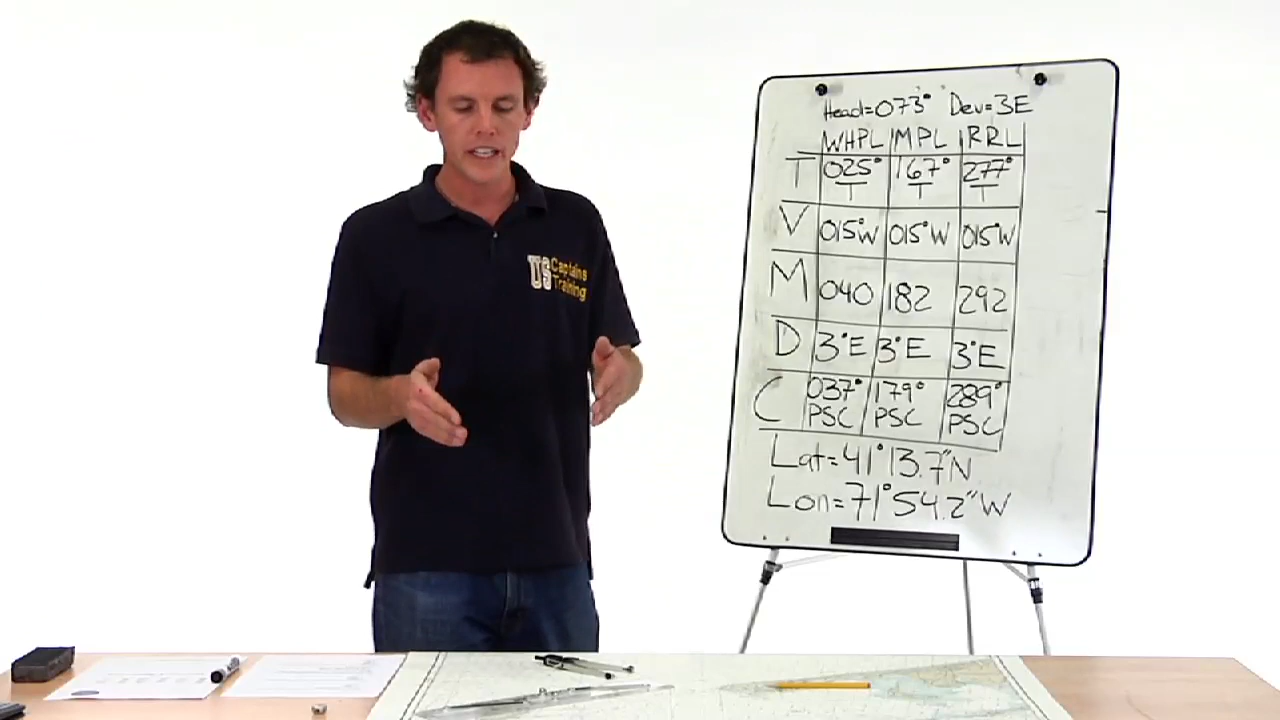 US Captains
Training
Head=073° Dev=3E
WHPL MPL RRL
T 025°T 167°T 277°T
V 015°W 015°W 015°W
M 040 182 292
D 3°E 3°E 3°E
C 037° PSC 179° PSC 289° PSC
Lat=41°13.7"N
Lon=71°54.2"W